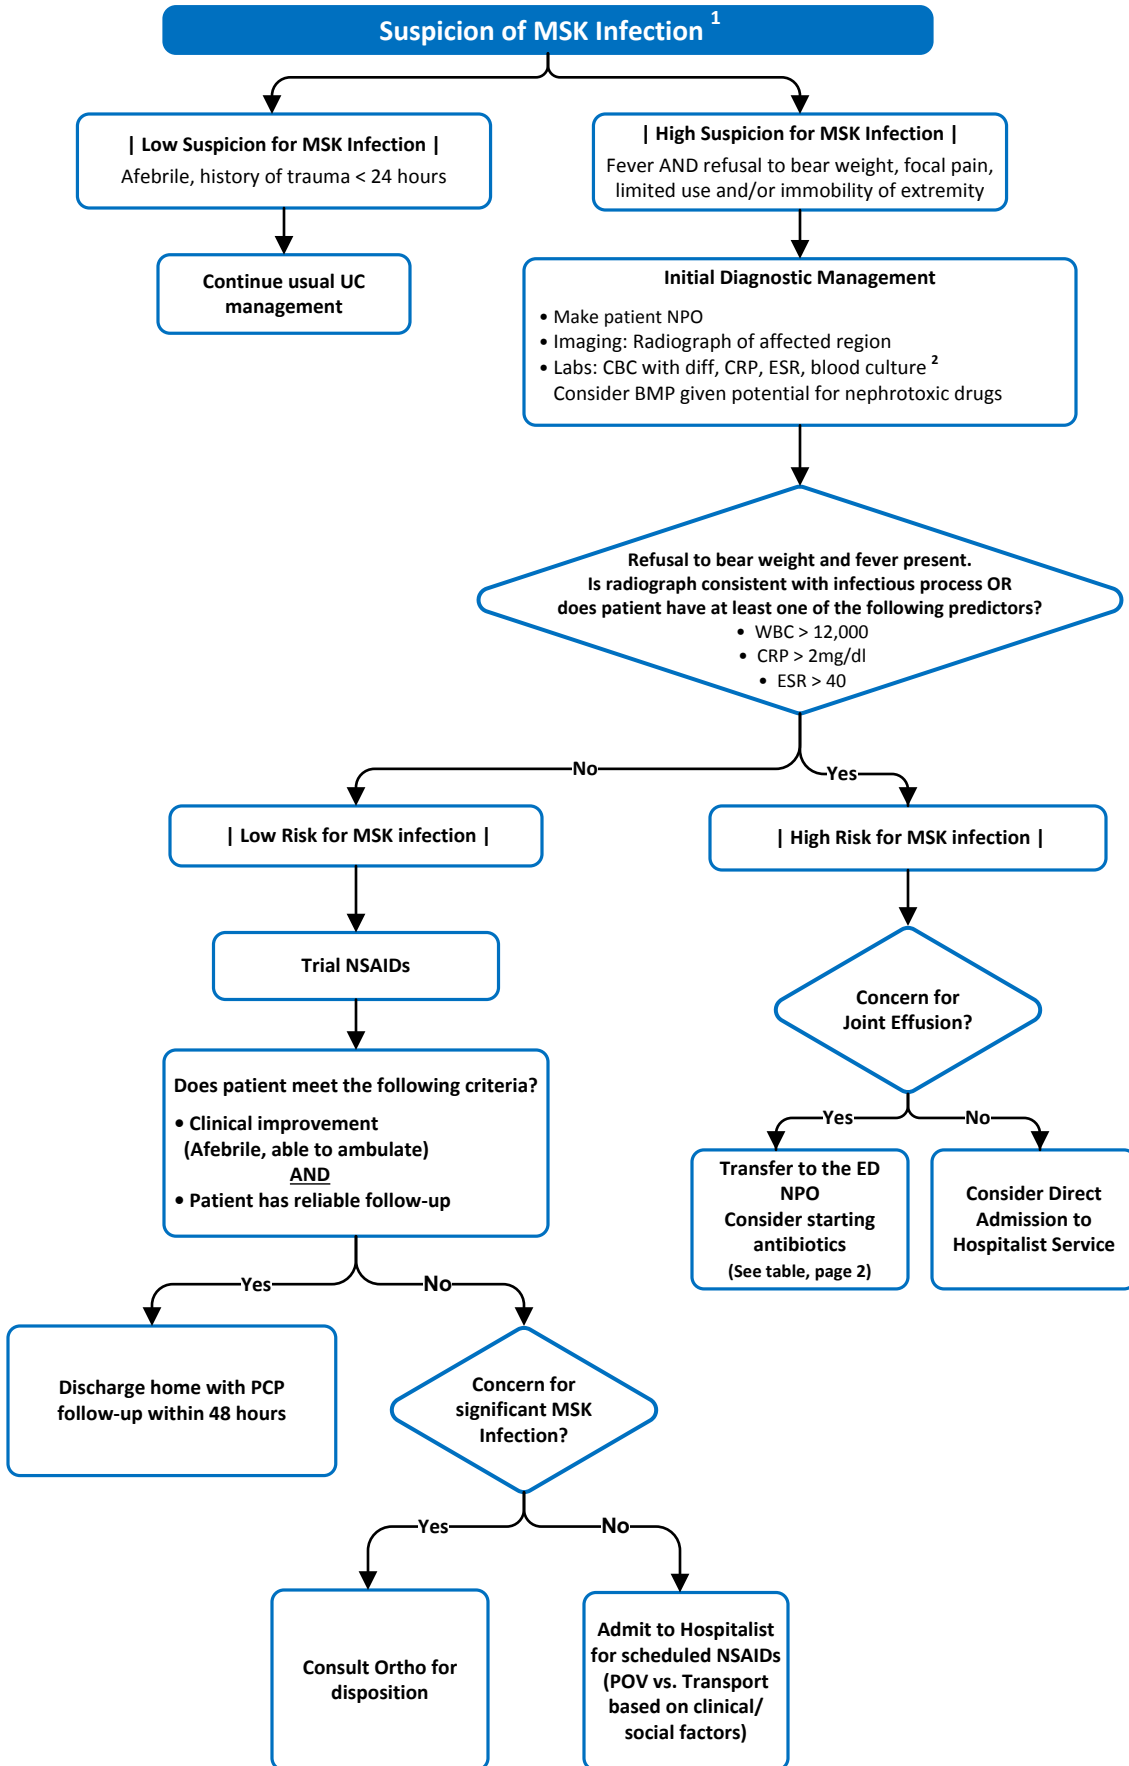 Suspicion of MSK Infection 1
| Low Suspicion for MSK Infection |
Afebrile, history of trauma < 24 hours
| High Suspicion for MSK Infection |
Fever AND refusal to bear weight, focal pain,
limited use and/or immobility of extremity
Continue usual UC
management
Initial Diagnostic Management
• Make patient NPO
• Imaging: Radiograph of affected region
• Labs: CBC with diff, CRP, ESR, blood culture 2
Consider BMP given potential for nephrotoxic drugs
Refusal to bear weight and fever present.
Is radiograph consistent with infectious process OR
does patient have at least one of the following predictors?
• WBC > 12,000
• CRP > 2mg/dl
• ESR > 40
No
Yes
| Low Risk for MSK infection |
| High Risk for MSK infection |
Trial NSAIDs
Concern for
Joint Effusion?
Does patient meet the following criteria?
• Clinical improvement
(Afebrile, able to ambulate)
AND
• Patient has reliable follow-up
Yes
No
Transfer to the ED
NPO
Consider starting
antibiotics
(See table, page 2)
Consider Direct
Admission to
Hospitalist Service
Yes
No
Discharge home with PCP
follow-up within 48 hours
Concern for
significant MSK
Infection?
Yes
No
Consult Ortho for
disposition
Admit to Hospitalist
for scheduled NSAIDs
(POV vs. Transport
based on clinical/
social factors)